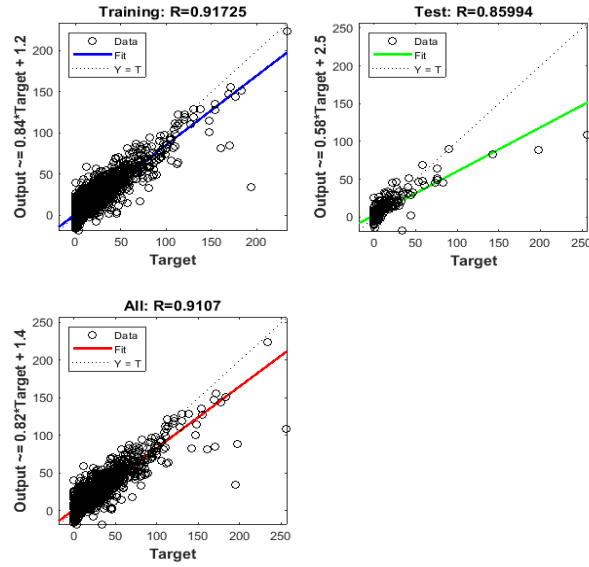 Training: R=0.91725
Output ~= 0.84*Target + 1.2
200
150
100
50
0
Data
Fit
Y = T
0
50
100
150
200
Target
Test: R=0.85994
Output ~= 0.58*Target + 2.5
250
200
150
100
50
0
Data
Fit
Y = T
0
50
100
150
200
250
Target
All: R=0.9107
Output ~= 0.82*Target + 1.4
250
200
150
100
50
0
Data
Fit
Y = T
0
50
100
150
200
250
Target